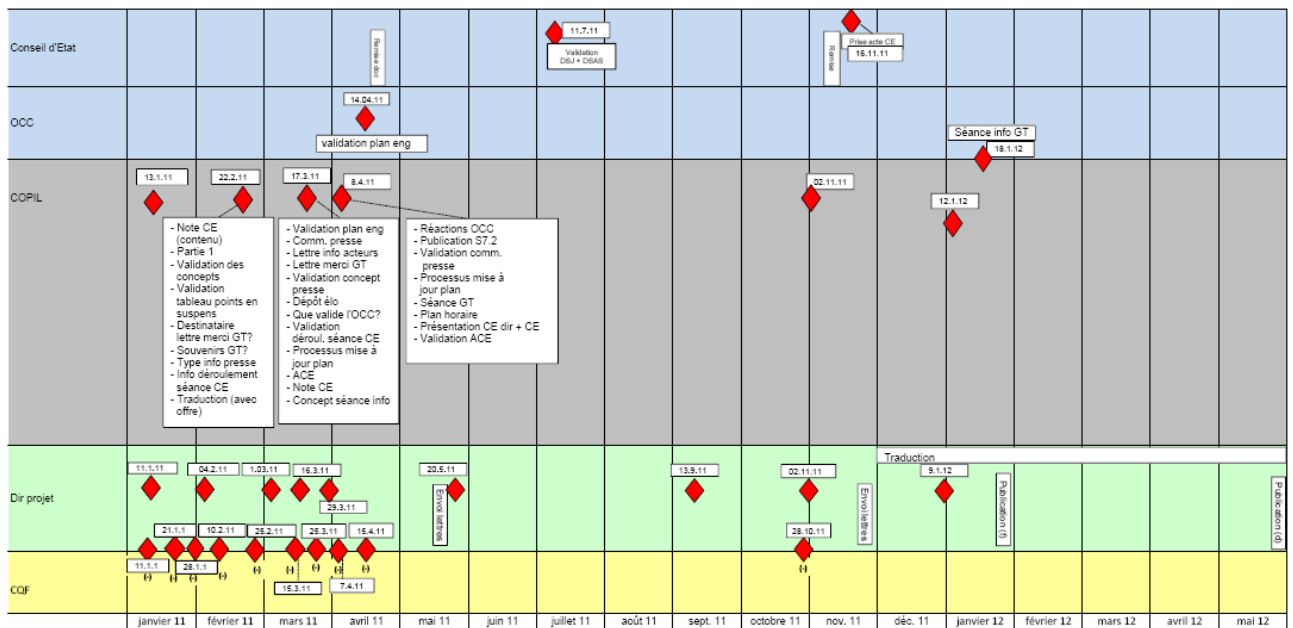 Conseil d'Etat
Remise doc
11.7.11
Validation
DSJ + DSAS
Remise
Prise acte CE
16.11.11
OCC
14.04.11
validation plan eng
Séance info GT
18.1.12
COPIL
13.1.11
22.2.11
17.3.11
8.4.11
02.11.11
12.1.12
- Note CE
(contenu)
- Partie 1
- Validation des
concepts
- Validation
tableau points en
suspens
- Destinataire
lettre merci GT?
- Souvenirs GT?
- Type info presse
- Info déroulement
séance CE
- Traduction (avec
offre)
- Validation plan eng
- Comm. presse
- Lettre info acteurs
- Lettre merci GT
- Validation concept
presse
- Dépôt élo
- Que valide l'OCC?
- Validation
déroul. séance CE
- Processus mise à
jour plan
- ACE
- Note CE
- Concept séance info
- Réactions OCC
- Publication S7.2
- Validation comm.
presse
- Processus mise à
jour plan
- Séance GT
- Plan horaire
- Présentation CE dir + CE
- Validation ACE
Dir projet
Traduction
11.1.11
04.2.11
1.03.11
16.3.11
29.3.11
20.5.11
Envoi lettres
13.9.11
02.11.11
Envoi lettres
9.1.12
Publication (f)
Publication (d)
21.1.1
10.2.11
25.2.11
25.3.11
15.4.11
28.10.11
CQF
11.1.1
28.1.1
15.3.11
7.4.11
(-)
(-)
(-)
(-)
(-)
(-)
(-)
(-)
(-)
(-)
janvier 11
février 11
mars 11
avril 11
mai 11
juin 11
juillet 11
août 11
sept. 11
octobre 11
nov. 11
déc. 11
janvier 12
février 12
mars 12
avril 12
mai 12